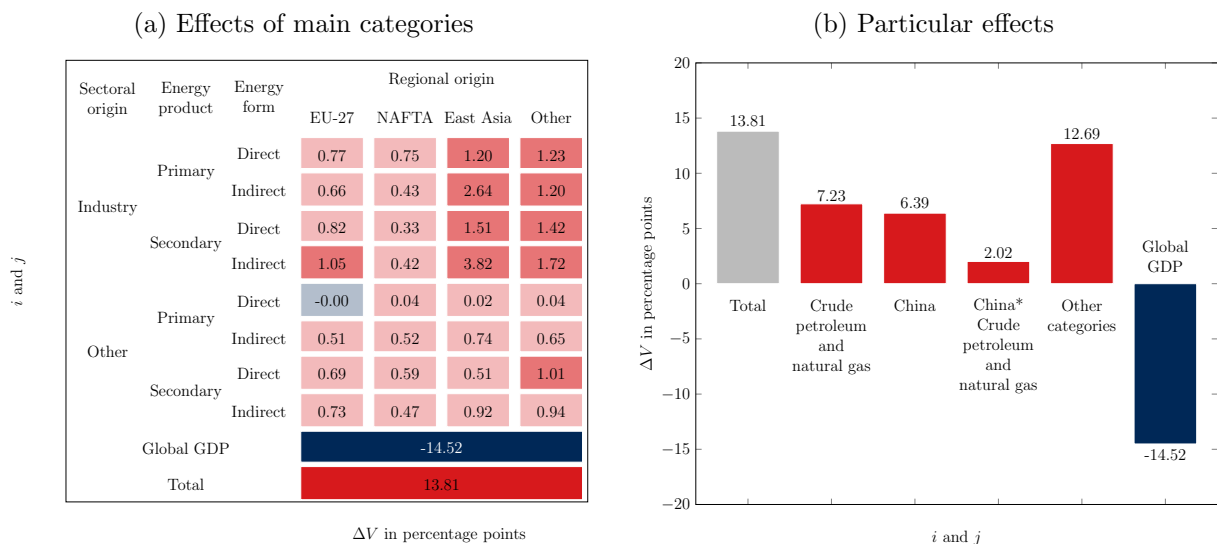 (a) Effects of main categories
Sectoral origin
Energy product
Energy form
Regional origin
EU-27 NAFTA East Asia Other
Industry
Primary
Direct 0.77 0.75 1.20 1.23
Indirect 0.66 0.43 2.64 1.20
Secondary
Direct 0.82 0.33 1.51 1.42
Indirect 1.05 0.42 3.82 1.72
Other
Primary
Direct -0.00 0.04 0.02 0.04
Indirect 0.51 0.52 0.74 0.65
Secondary
Direct 0.69 0.59 0.51 1.01
Indirect 0.73 0.47 0.92 0.94
Global GDP -14.52
Total 13.81
i and j
ΔV in percentage points
(b) Particular effects
20
15
10
5
0
−5
−10
−15
−20
ΔV in percentage points
13.81
7.23
6.39
2.02
12.69
-14.52
Total
Crude
petroleum
and
natural gas
China
China*
Crude
petroleum
and
natural gas
Other
categories
Global
GDP
i and j